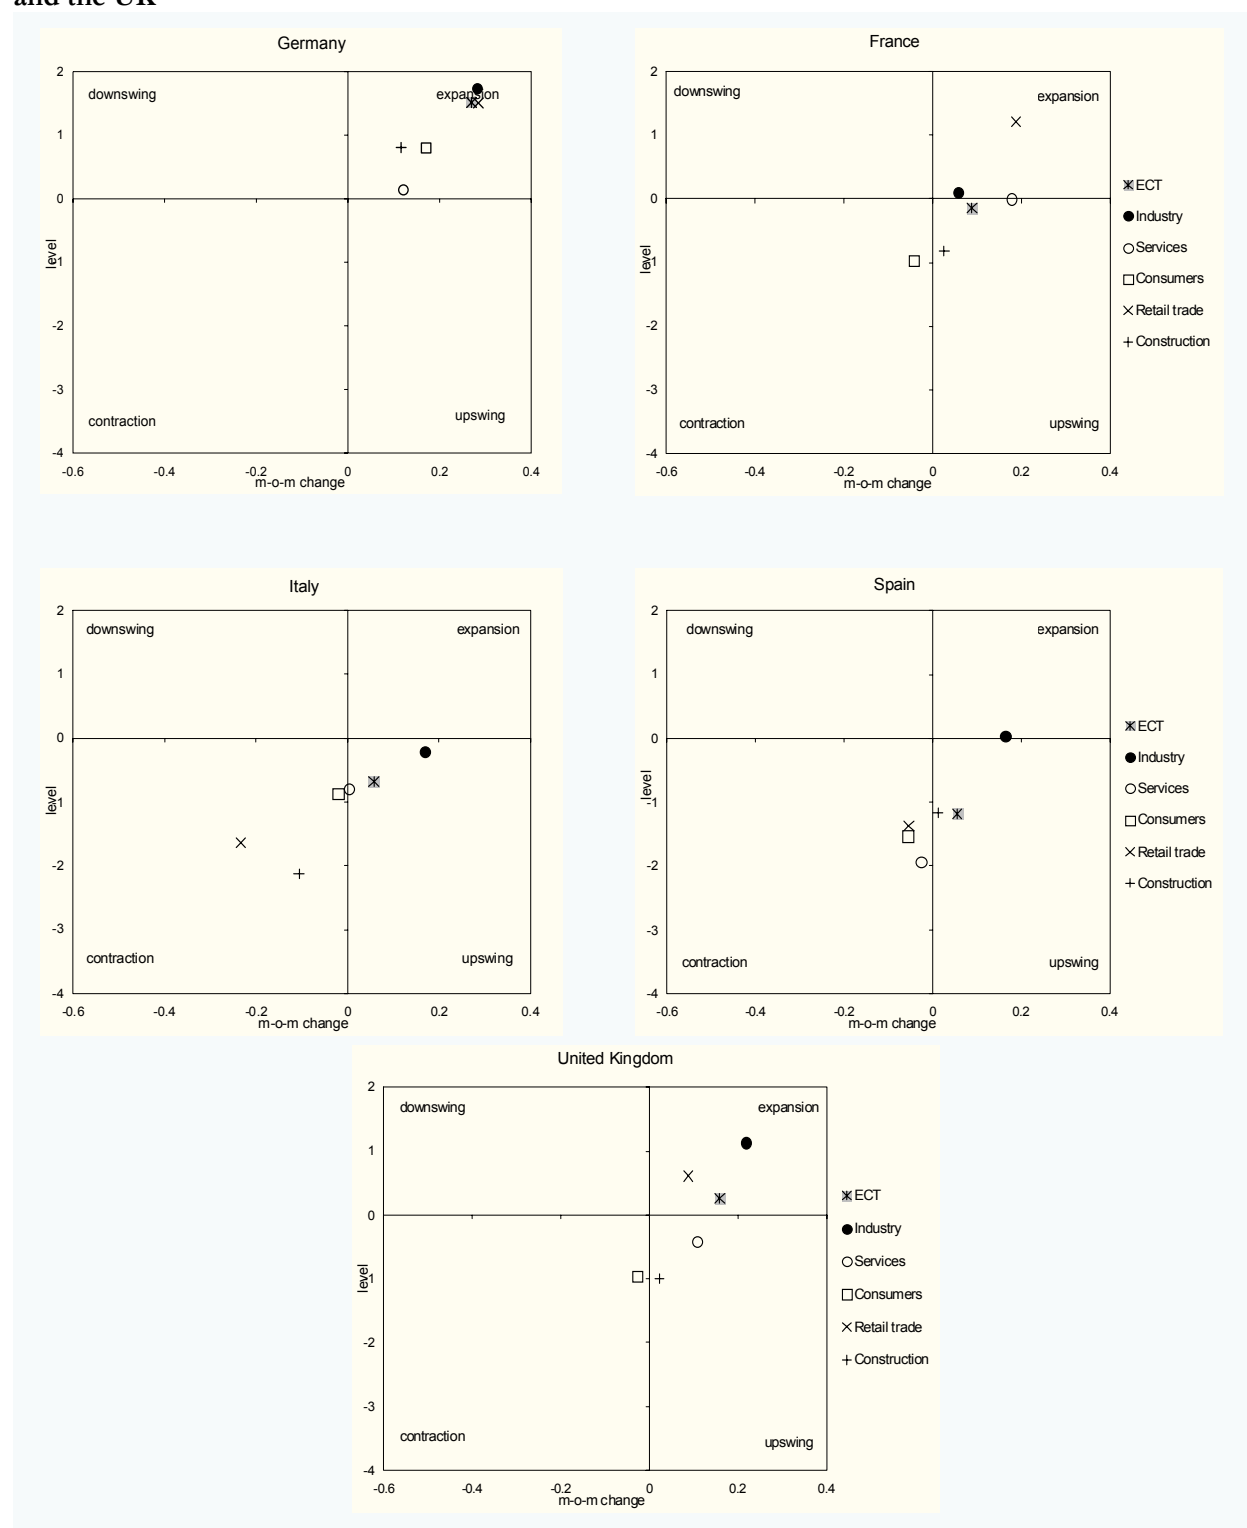 and the UK
Germany
2
downswing
expansion
1
0
level
-1
-2
-3
contraction
upswing
-4
-0.6 -0.4 -0.2 0 0.2 0.4
m-o-m change
France
2
downswing
expansion
1
0
level
-1
-2
-3
contraction
upswing
-4
-0.6 -0.4 -0.2 0 0.2 0.4
m-o-m change
ECT
Industry
Services
Consumers
Retail trade
Construction
Italy
2
downswing
expansion
1
0
level
-1
-2
-3
contraction
upswing
-4
-0.6 -0.4 -0.2 0 0.2 0.4
m-o-m change
Spain
2
downswing
expansion
1
0
level
-1
-2
-3
contraction
upswing
-4
-0.6 -0.4 -0.2 0 0.2 0.4
m-o-m change
ECT
Industry
Services
Consumers
Retail trade
Construction
United Kingdom
2
downswing
expansion
1
0
level
-1
-2
-3
contraction
upswing
-4
-0.6 -0.4 -0.2 0 0.2 0.4
m-o-m change
ECT
Industry
Services
Consumers
Retail trade
Construction